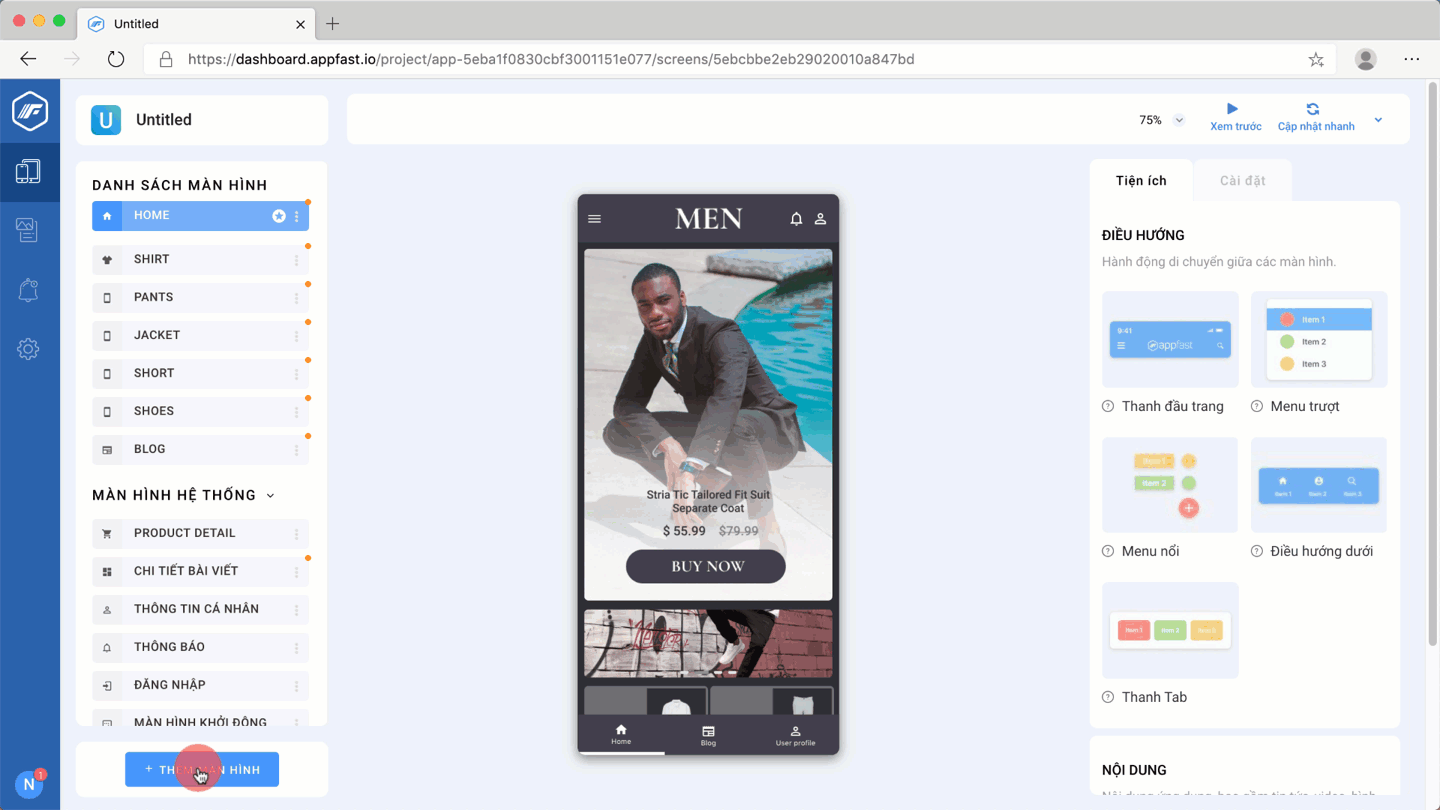 Untitled
https://dashboard.appfast.io/project/app-5eba1f0830cbf3001151e077/screens/5ebcbbe2eb29020010a847bd
U
Untitled
75%
Xem trước
Cập nhật nhanh
DANH SÁCH MÀN HÌNH
HOME
SHIRT
PANTS
JACKET
SHORT
SHOES
BLOG
MÀN HÌNH HỆ THỐNG
PRODUCT DETAIL
CHI TIẾT BÀI VIẾT
THÔNG TIN CÁ NHÂN
THÔNG BÁO
ĐĂNG NHẬP
MÀN HÌNH KHỞI ĐỘNG
+ THÊM MÀN HÌNH
N
1
MEN
Stria Tic Tailored Fit Suit
Separate Coat
$ 55.99 $79.99
BUY NOW
Home
Blog
User profile
Tiện ích
Cài đặt
ĐIỀU HƯỚNG
Hành động di chuyển giữa các màn hình.
9:41
appfast
Item 1
Item 2
Item 3
Thanh đầu trang
Menu trượt
Item 2
Item 1
Item 2
Item 3
Menu nổi
Điều hướng dưới
Item 1
Item 2
Thanh Tab
NỘI DUNG